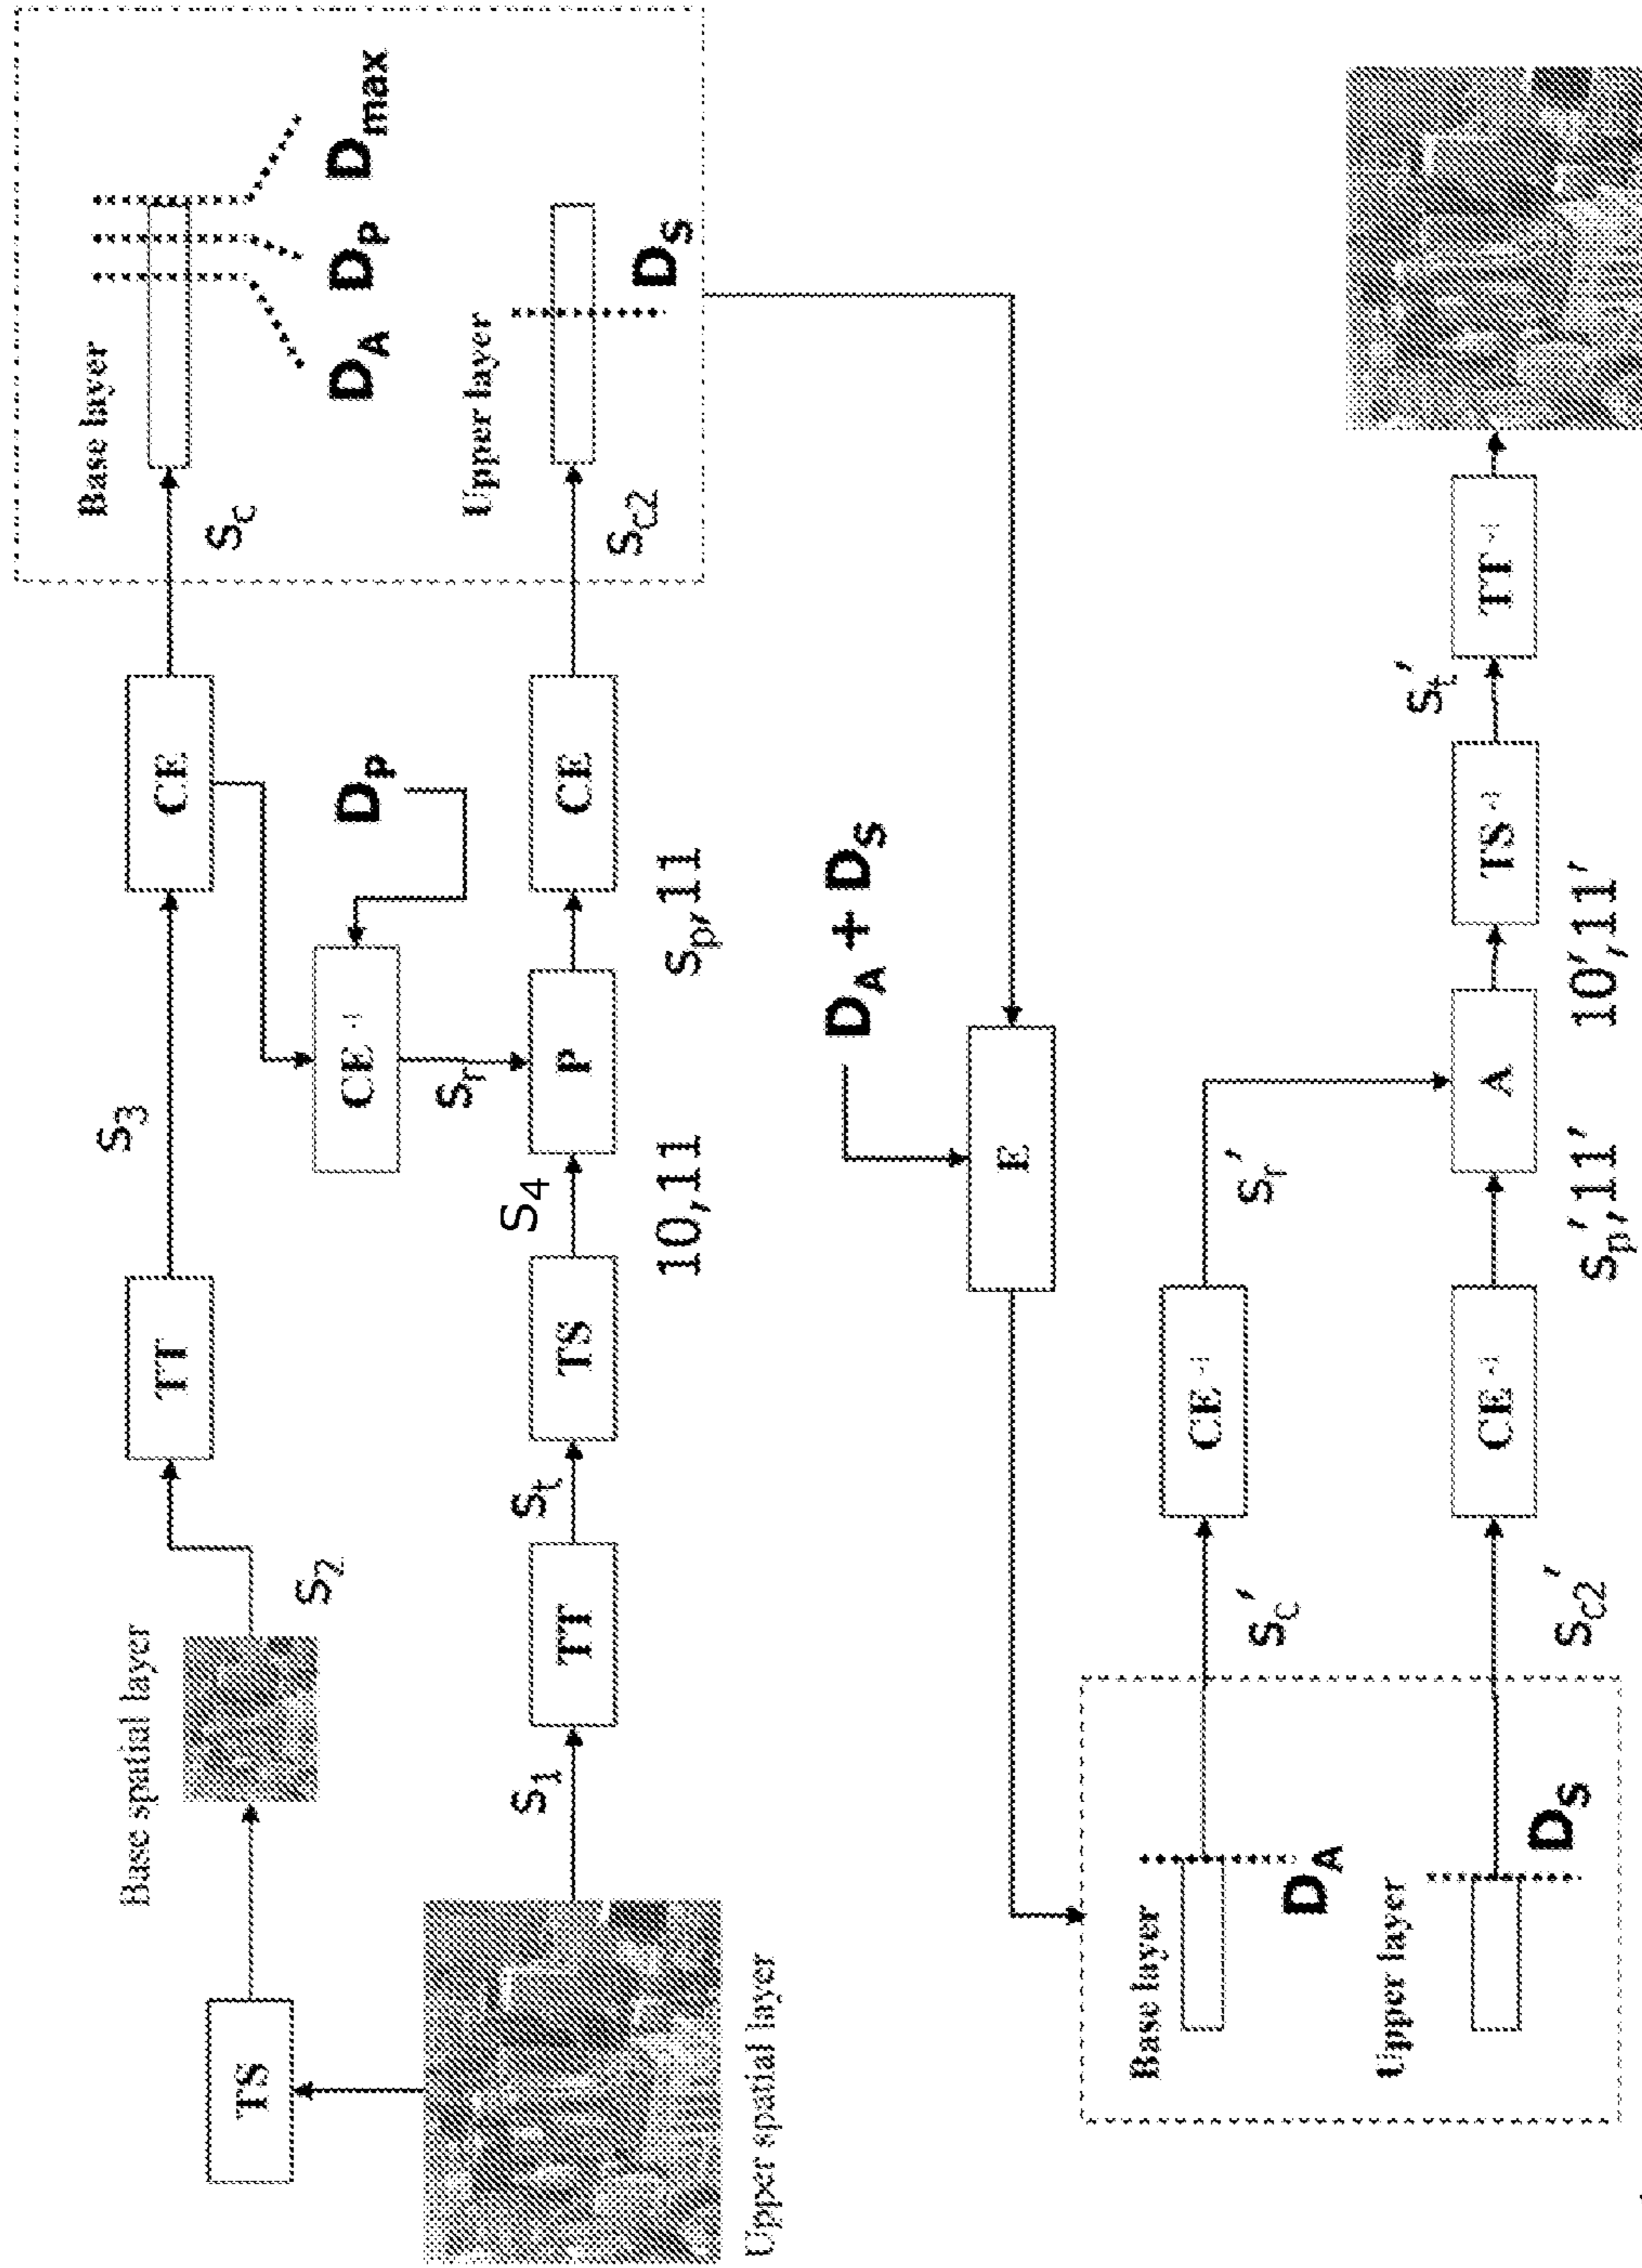 Base spatial layer
TS
S2
TT
S3
CE
Sc
Base layer
DA
DP
Dmax
CE -1
DP
Sr
Upper spatial layer
S1
TT
St
TS
S4
10,11
P
Sp,11
CE
Sc2
Upper layer
DS
DA + DS
E
Base layer
DA
Sc'
CE -1
Sr'
Upper layer
DS
Sc2'
CE -1
Sp',11'
A
10',11'
TS -1
St'
TT -1